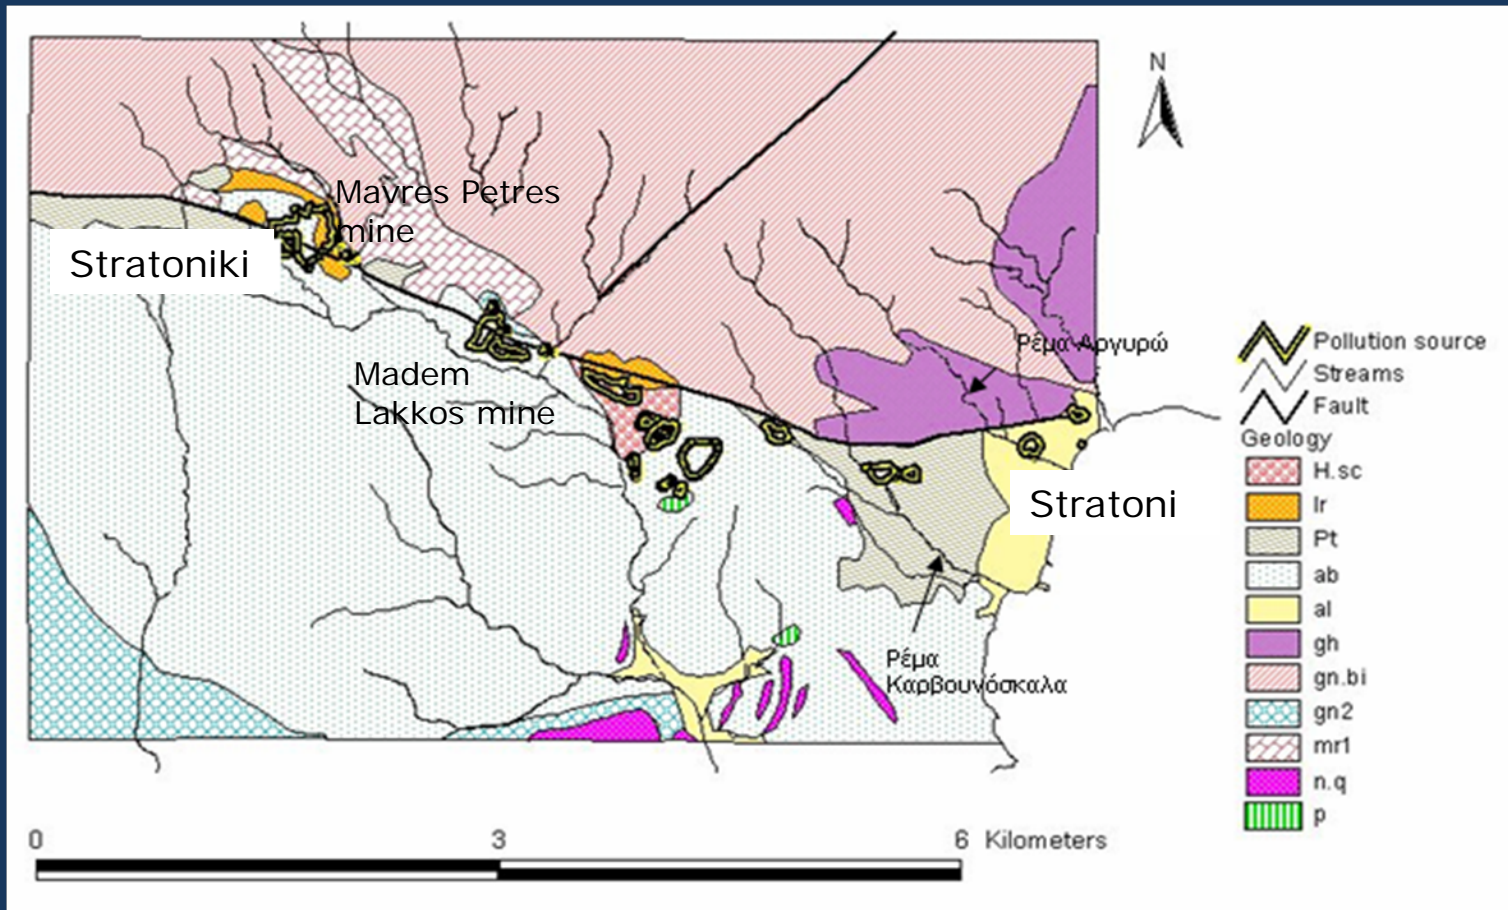 N
Mavres Petres
mine
Stratoniki
Madem
Lakkos mine
Ρέμα Αργυρώ
Stratoni
Ρέμα
Καρβουνόσκαλα
Pollution source
Streams
Fault
Geology
H.sc
Ir
Pt
ab
al
gh
gn.bi
gn2
mr1
n.q
p
0 3 6 Kilometers